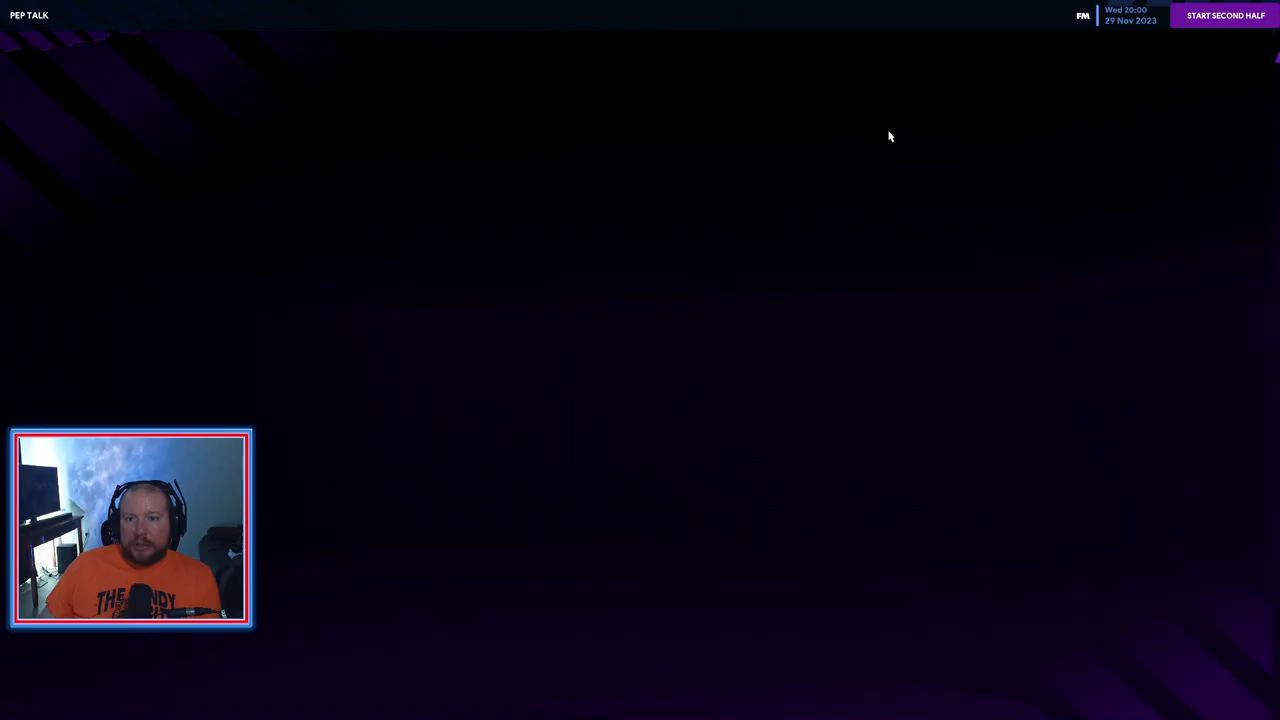 PEP TALK
FM
Wed 20:00
29 Nov 2023
START SECOND HALF
THE